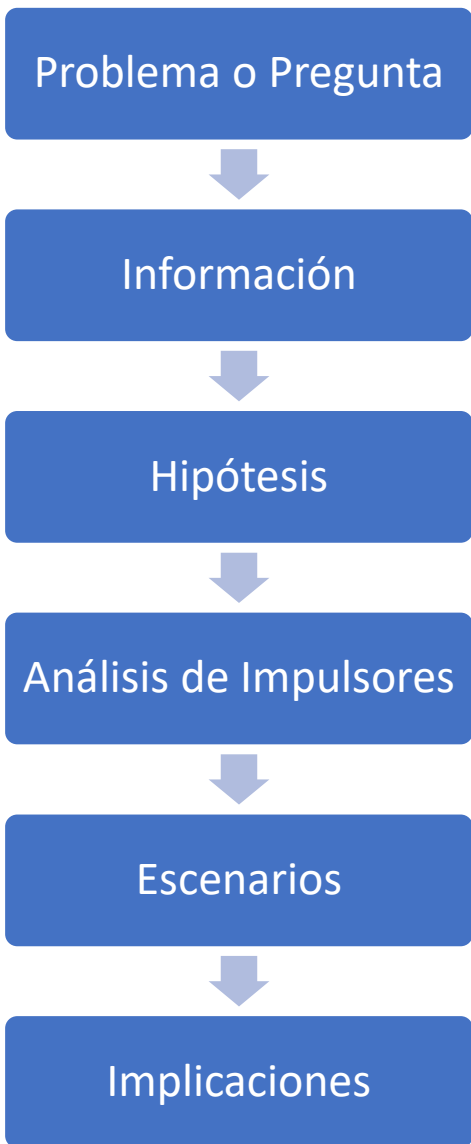 Problema o Pregunta
Información
Hipótesis
Análisis de Impulsores
Escenarios
Implicaciones